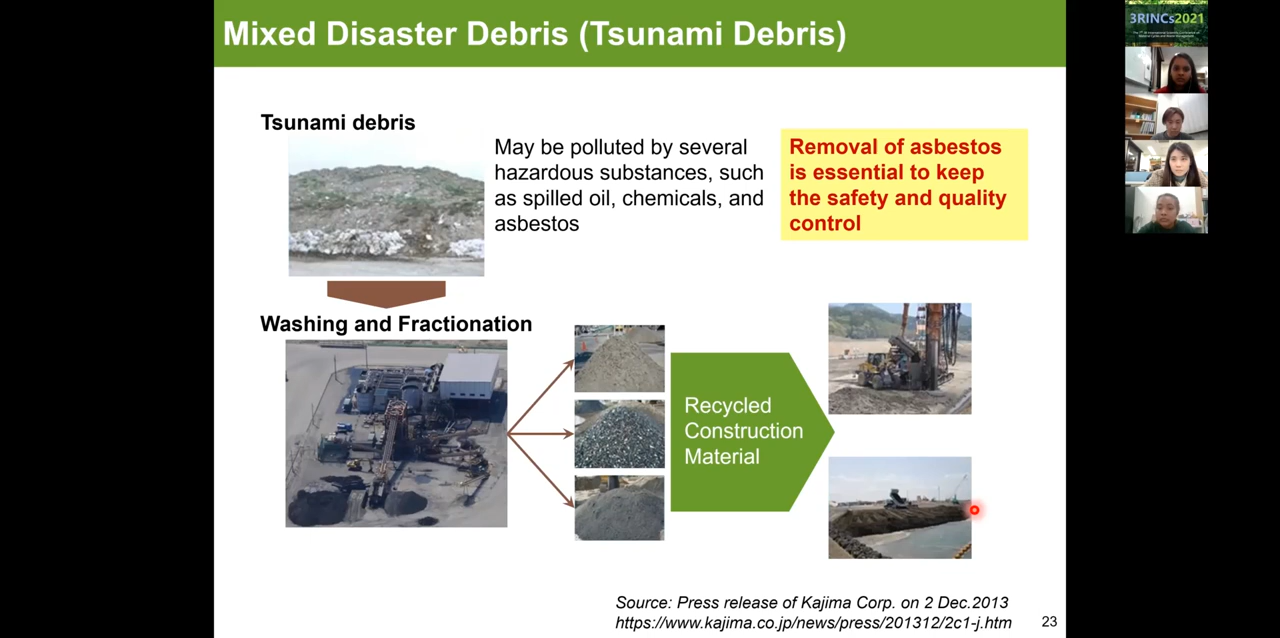 Mixed Disaster Debris (Tsunami Debris)
Tsunami debris
May be polluted by several
hazardous substances, such
as spilled oil, chemicals, and
asbestos
Removal of asbestos
is essential to keep
the safety and quality
control
Washing and Fractionation
Recycled
Construction
Material
Source: Press release of Kajima Corp. on 2 Dec.2013
https://www.kajima.co.jp/news/press/201312/2c1-j.htm
23
3RINCs2021